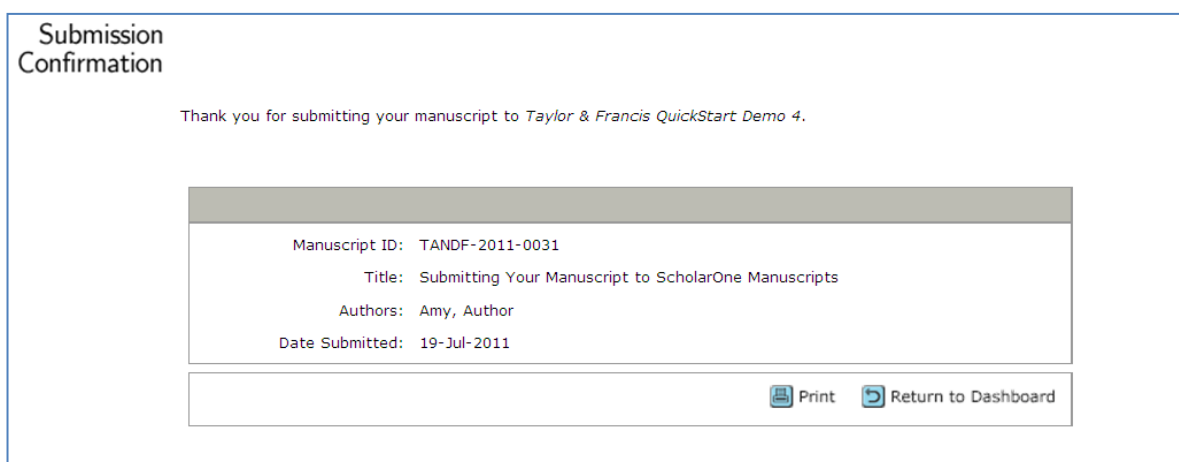 Submission
Confirmation
Thank you for submitting your manuscript to Taylor & Francis QuickStart Demo 4.
Manuscript ID: TANDF-2011-0031
Title: Submitting Your Manuscript to ScholarOne Manuscripts
Authors: Amy, Author
Date Submitted: 19-Jul-2011
Print Return to Dashboard